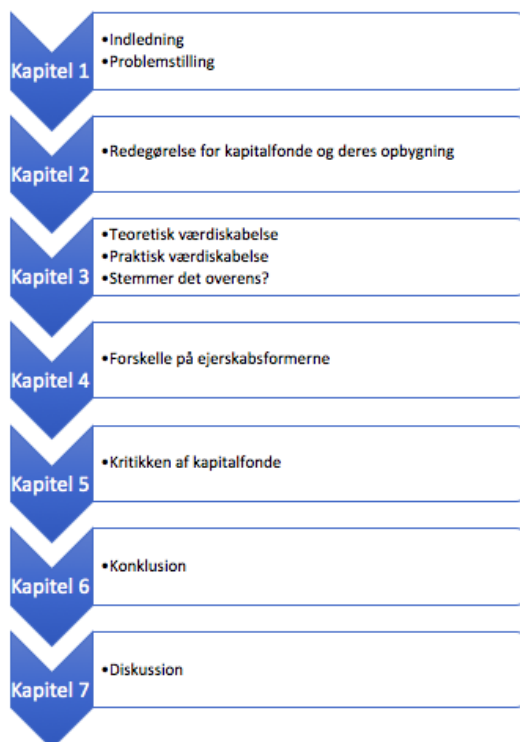 Kapitel 1
•Indledning
•Problemstilling
Kapitel 2
•Redegørelse for kapitalfonde og deres opbygning
Kapitel 3
•Teoretisk værdiskabelse
•Praktisk værdiskabelse
•Stemmer det overens?
Kapitel 4
•Forskelle på ejerskabsformerne
Kapitel 5
•Kritikken af kapitalfonde
Kapitel 6
•Konklusion
Kapitel 7
•Diskussion